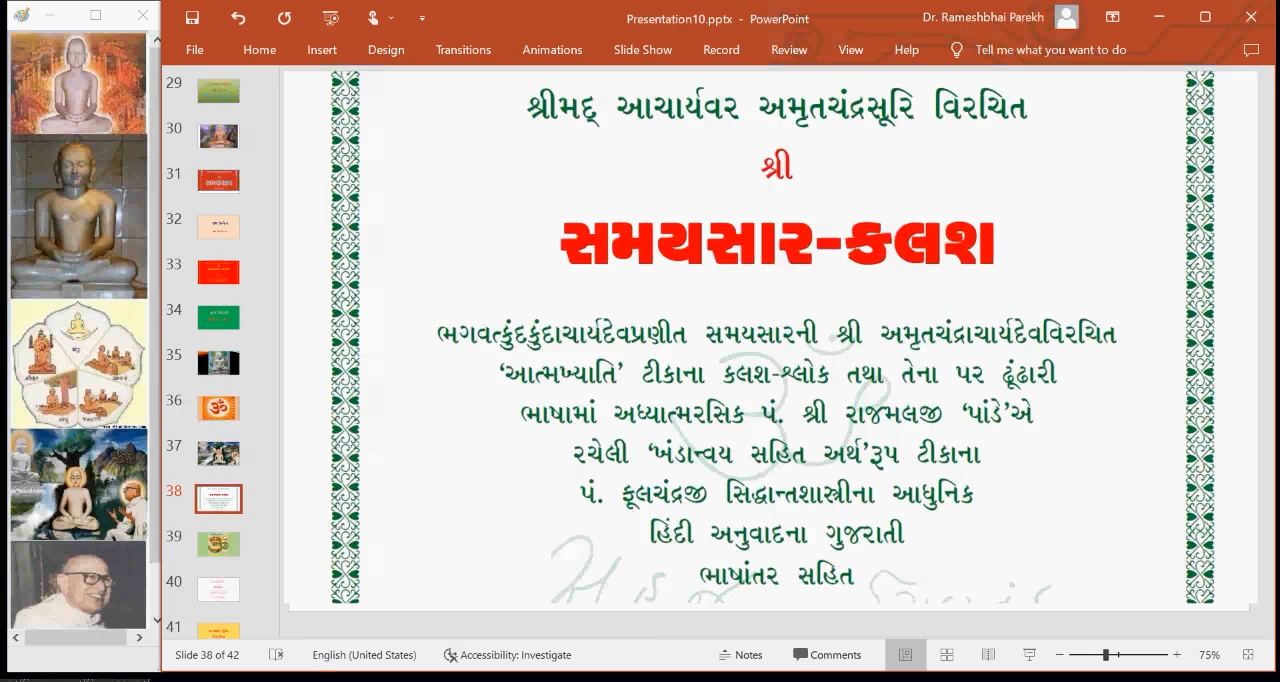 Presentation10.pptx - PowerPoint
Dr. Rameshbhai Parekh
File Home Insert Design Transitions Animations Slide Show Record Review View Help Tell me what you want to do
29
30
31
32
33
34
35
36
37
38
39
40
41
શ્રીમદ્ આચાર્યવર અમૃતચંદ્રસૂરિ વિરચિત
શ્રી
સમયસાર-કલશ
ભગવત્કુંદકુંદાચાર્યદેવપ્રણીત સમયસારની શ્રી અમૃતચંદ્રાચાર્યદેવવિરચિત
‘આત્મખ્યાતિ’ ટીકાના કલશ-શ્લોક તથા તેના પર ઢૂંઢારી
ભાષામાં અધ્યાત્મરસિક પં. શ્રી રાજમલજી ‘પાંડે’એ
રચેલી ‘ખંડાન્વય સહિત અર્થ’રૂપ ટીકાના
પં. ફૂલચંદ્રજી સિદ્ધાન્તશાસ્ત્રીના આધુનિક
હિંદી અનુવાદના ગુજરાતી
ભાષાંતર સહિત
Slide 38 of 42 English (United States) Accessibility: Investigate Notes Comments 75%